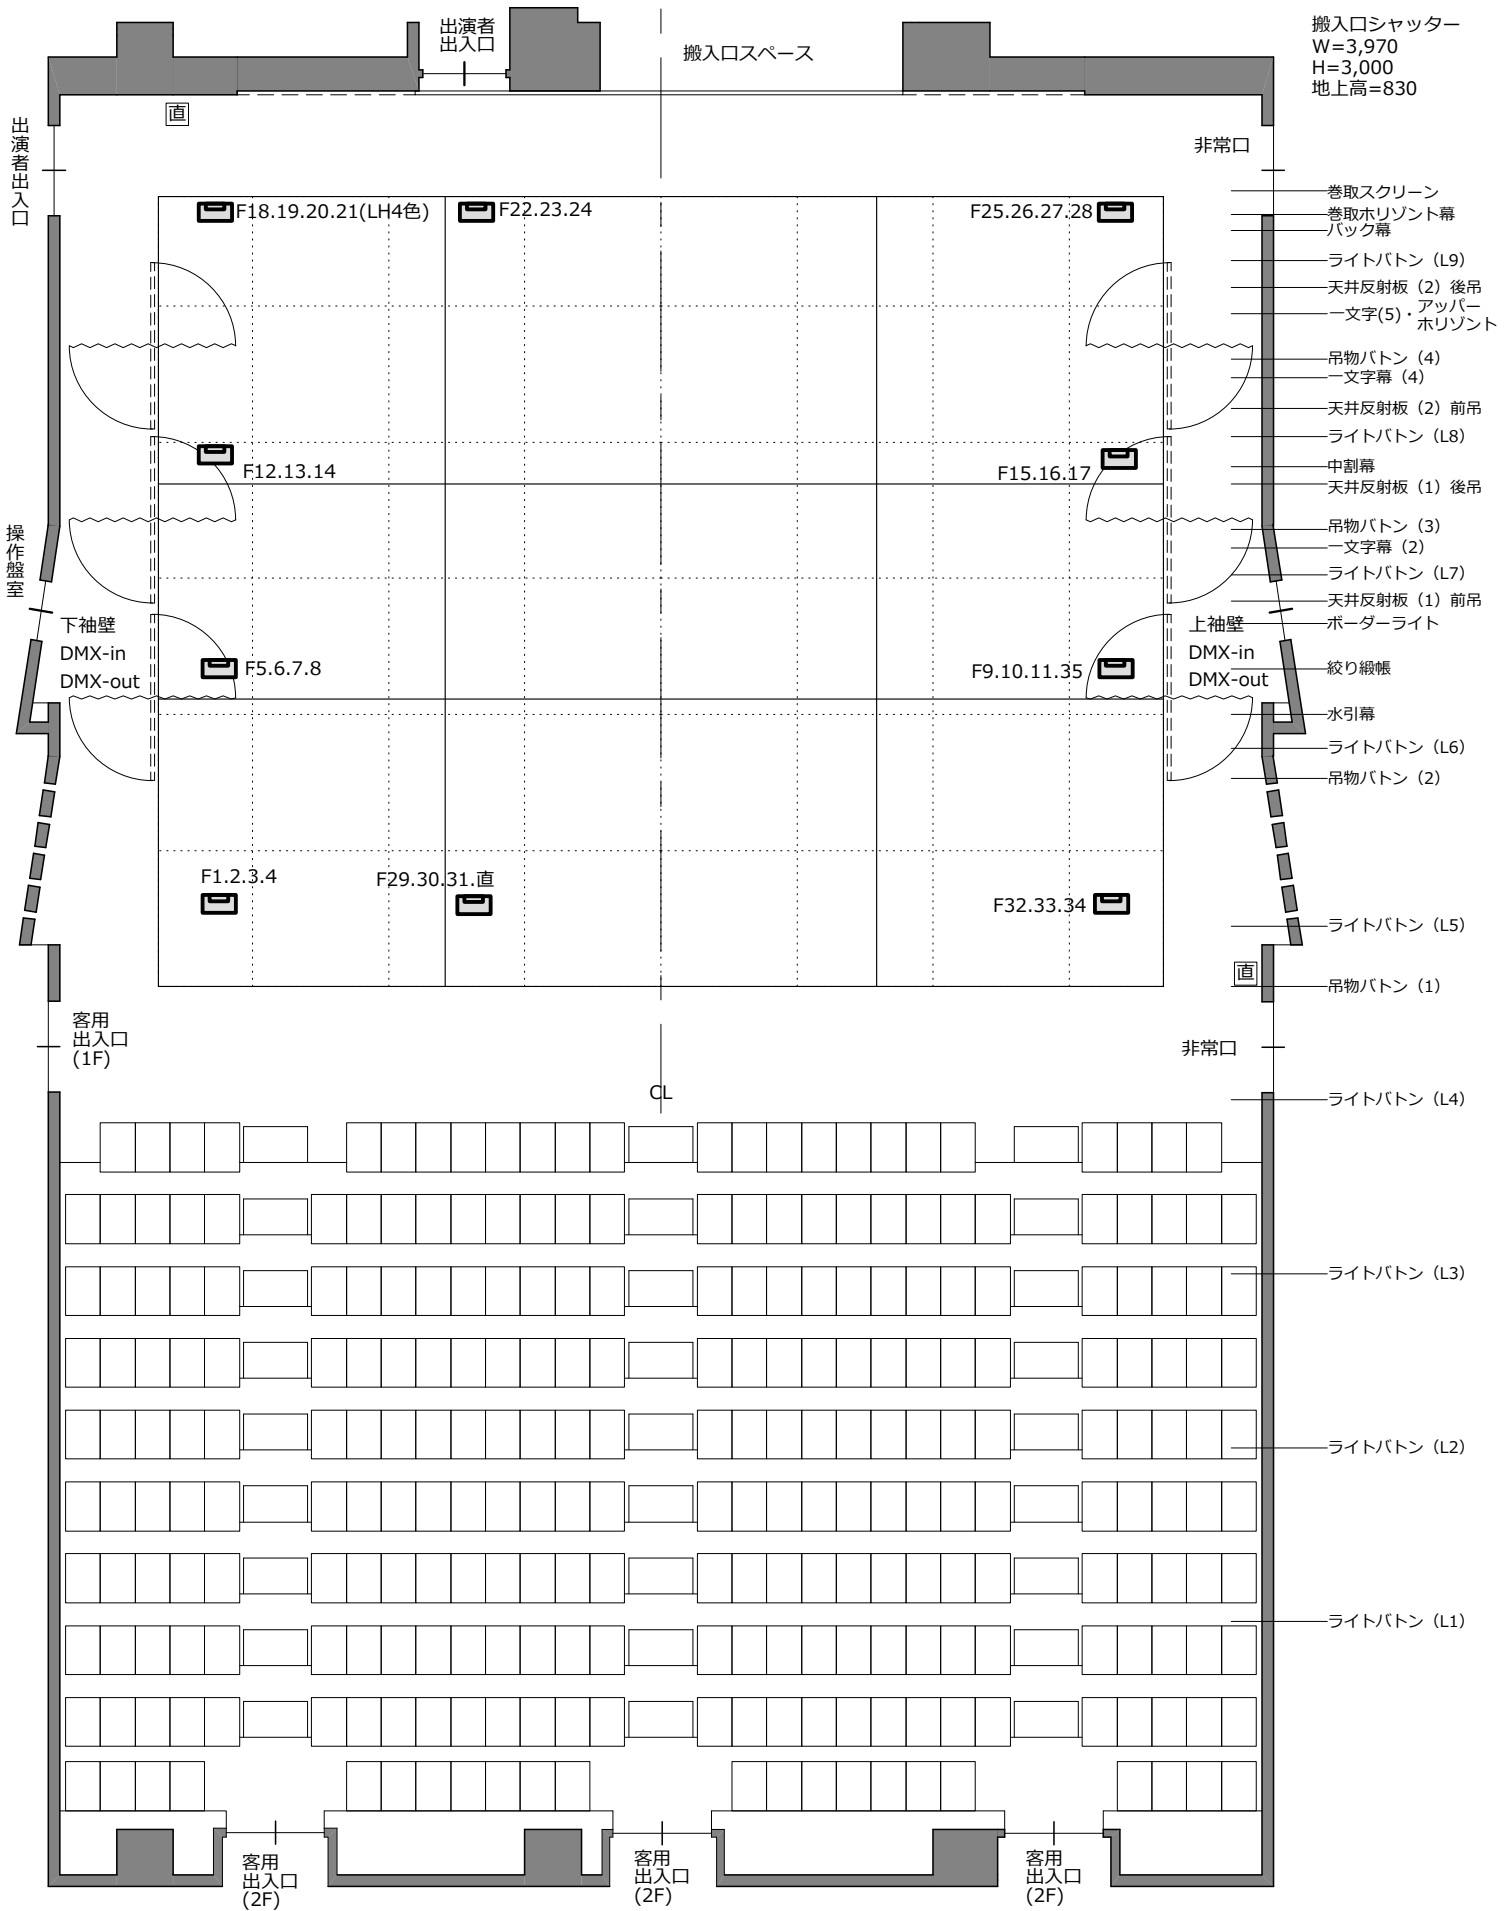 出演者
出入口
搬入口スペース
搬入口シャッター
W=3,970
H=3,000
地上高=830
直
出演者出入口
非常口
巻取スクリーン
巻取ホリゾント幕
バック幕
F18.19.20.21(LH4色)
F22.23.24
F25.26.27.28
ライトバトン（L9）
天井反射板（2）後吊
一文字(5)・アッパー
ホリゾント
吊物バトン（4）
一文字幕（4）
天井反射板（2）前吊
ライトバトン（L8）
F12.13.14
F15.16.17
中割幕
天井反射板（1）後吊
操作盤室
吊物バトン（3）
一文字幕（2）
ライトバトン（L7）
天井反射板（1）前吊
下袖壁
DMX-in
DMX-out
上袖壁
DMX-in
DMX-out
ボーダーライト
F5.6.7.8
F9.10.11.35
絞り緞帳
水引幕
ライトバトン（L6）
吊物バトン（2）
F1.2.3.4
F29.30.31.直
F32.33.34
ライトバトン（L5）
直
吊物バトン（1）
客用
出入口
(1F)
非常口
CL
ライトバトン（L4）
ライトバトン（L3）
ライトバトン（L2）
ライトバトン（L1）
客用
出入口
(2F)
客用
出入口
(2F)
客用
出入口
(2F)